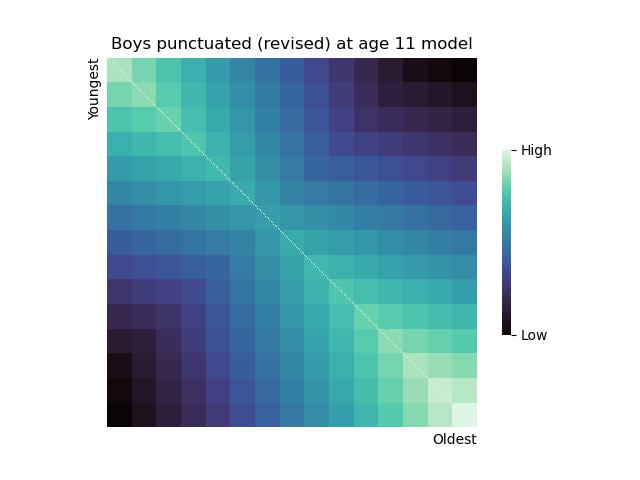 Boys punctuated (revised) at age 11 model
Youngest
High
Low
Oldest